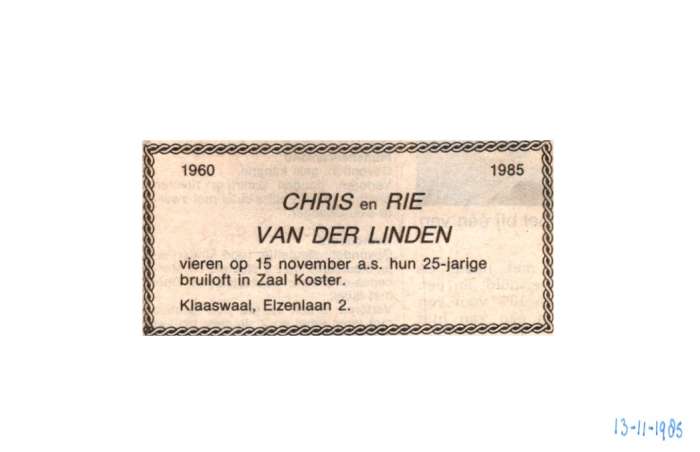 1960 1985
CHRIS en RIE
VAN DER LINDEN
vieren op 15 november a.s. hun 25-jarige
bruiloft in Zaal Koster.
Klaaswaal, Elzenlaan 2.
13-11-1985